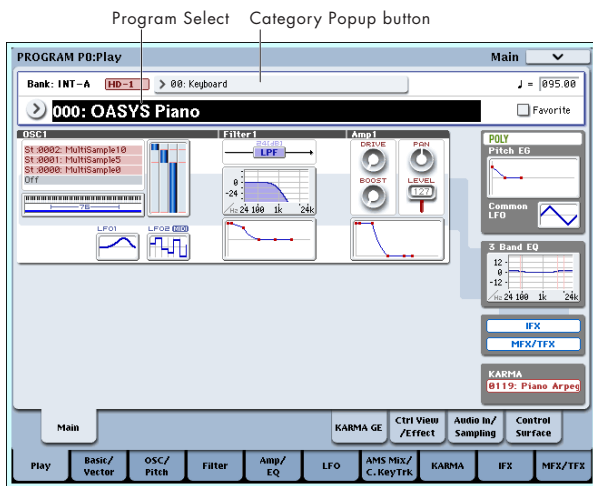 Program Select Category Popup button
PROGRAM P0:Play Main
Bank: INT-A HD-1 00: Keyboard ♩ = 095.00
000: OASYS Piano Favorite
OSC1 Filter1 Amp1 POLY
St:0002: MultiSample10
St:0001: MultiSample5
St:0000: MultiSample0
Off
76
LFO1 LFO2
LPF
0
-24
Hz 24 100 1k 24k
DRIVE PAN
BOOST LEVEL
127
Pitch EG
Common
LFO
3 Band EQ
12
0
-12
Hz 24 100 1k 24k
IFX
MFX/TFX
KARMA
0119: Piano Arpeg
Main KARMA GE Ctrl View /Effect Audio In/ Sampling Control Surface
Play Basic/ Vector OSC/ Pitch Filter Amp/ EQ LFO AMS Mix/ C.KeyTrk KARMA IFX MFX/TFX